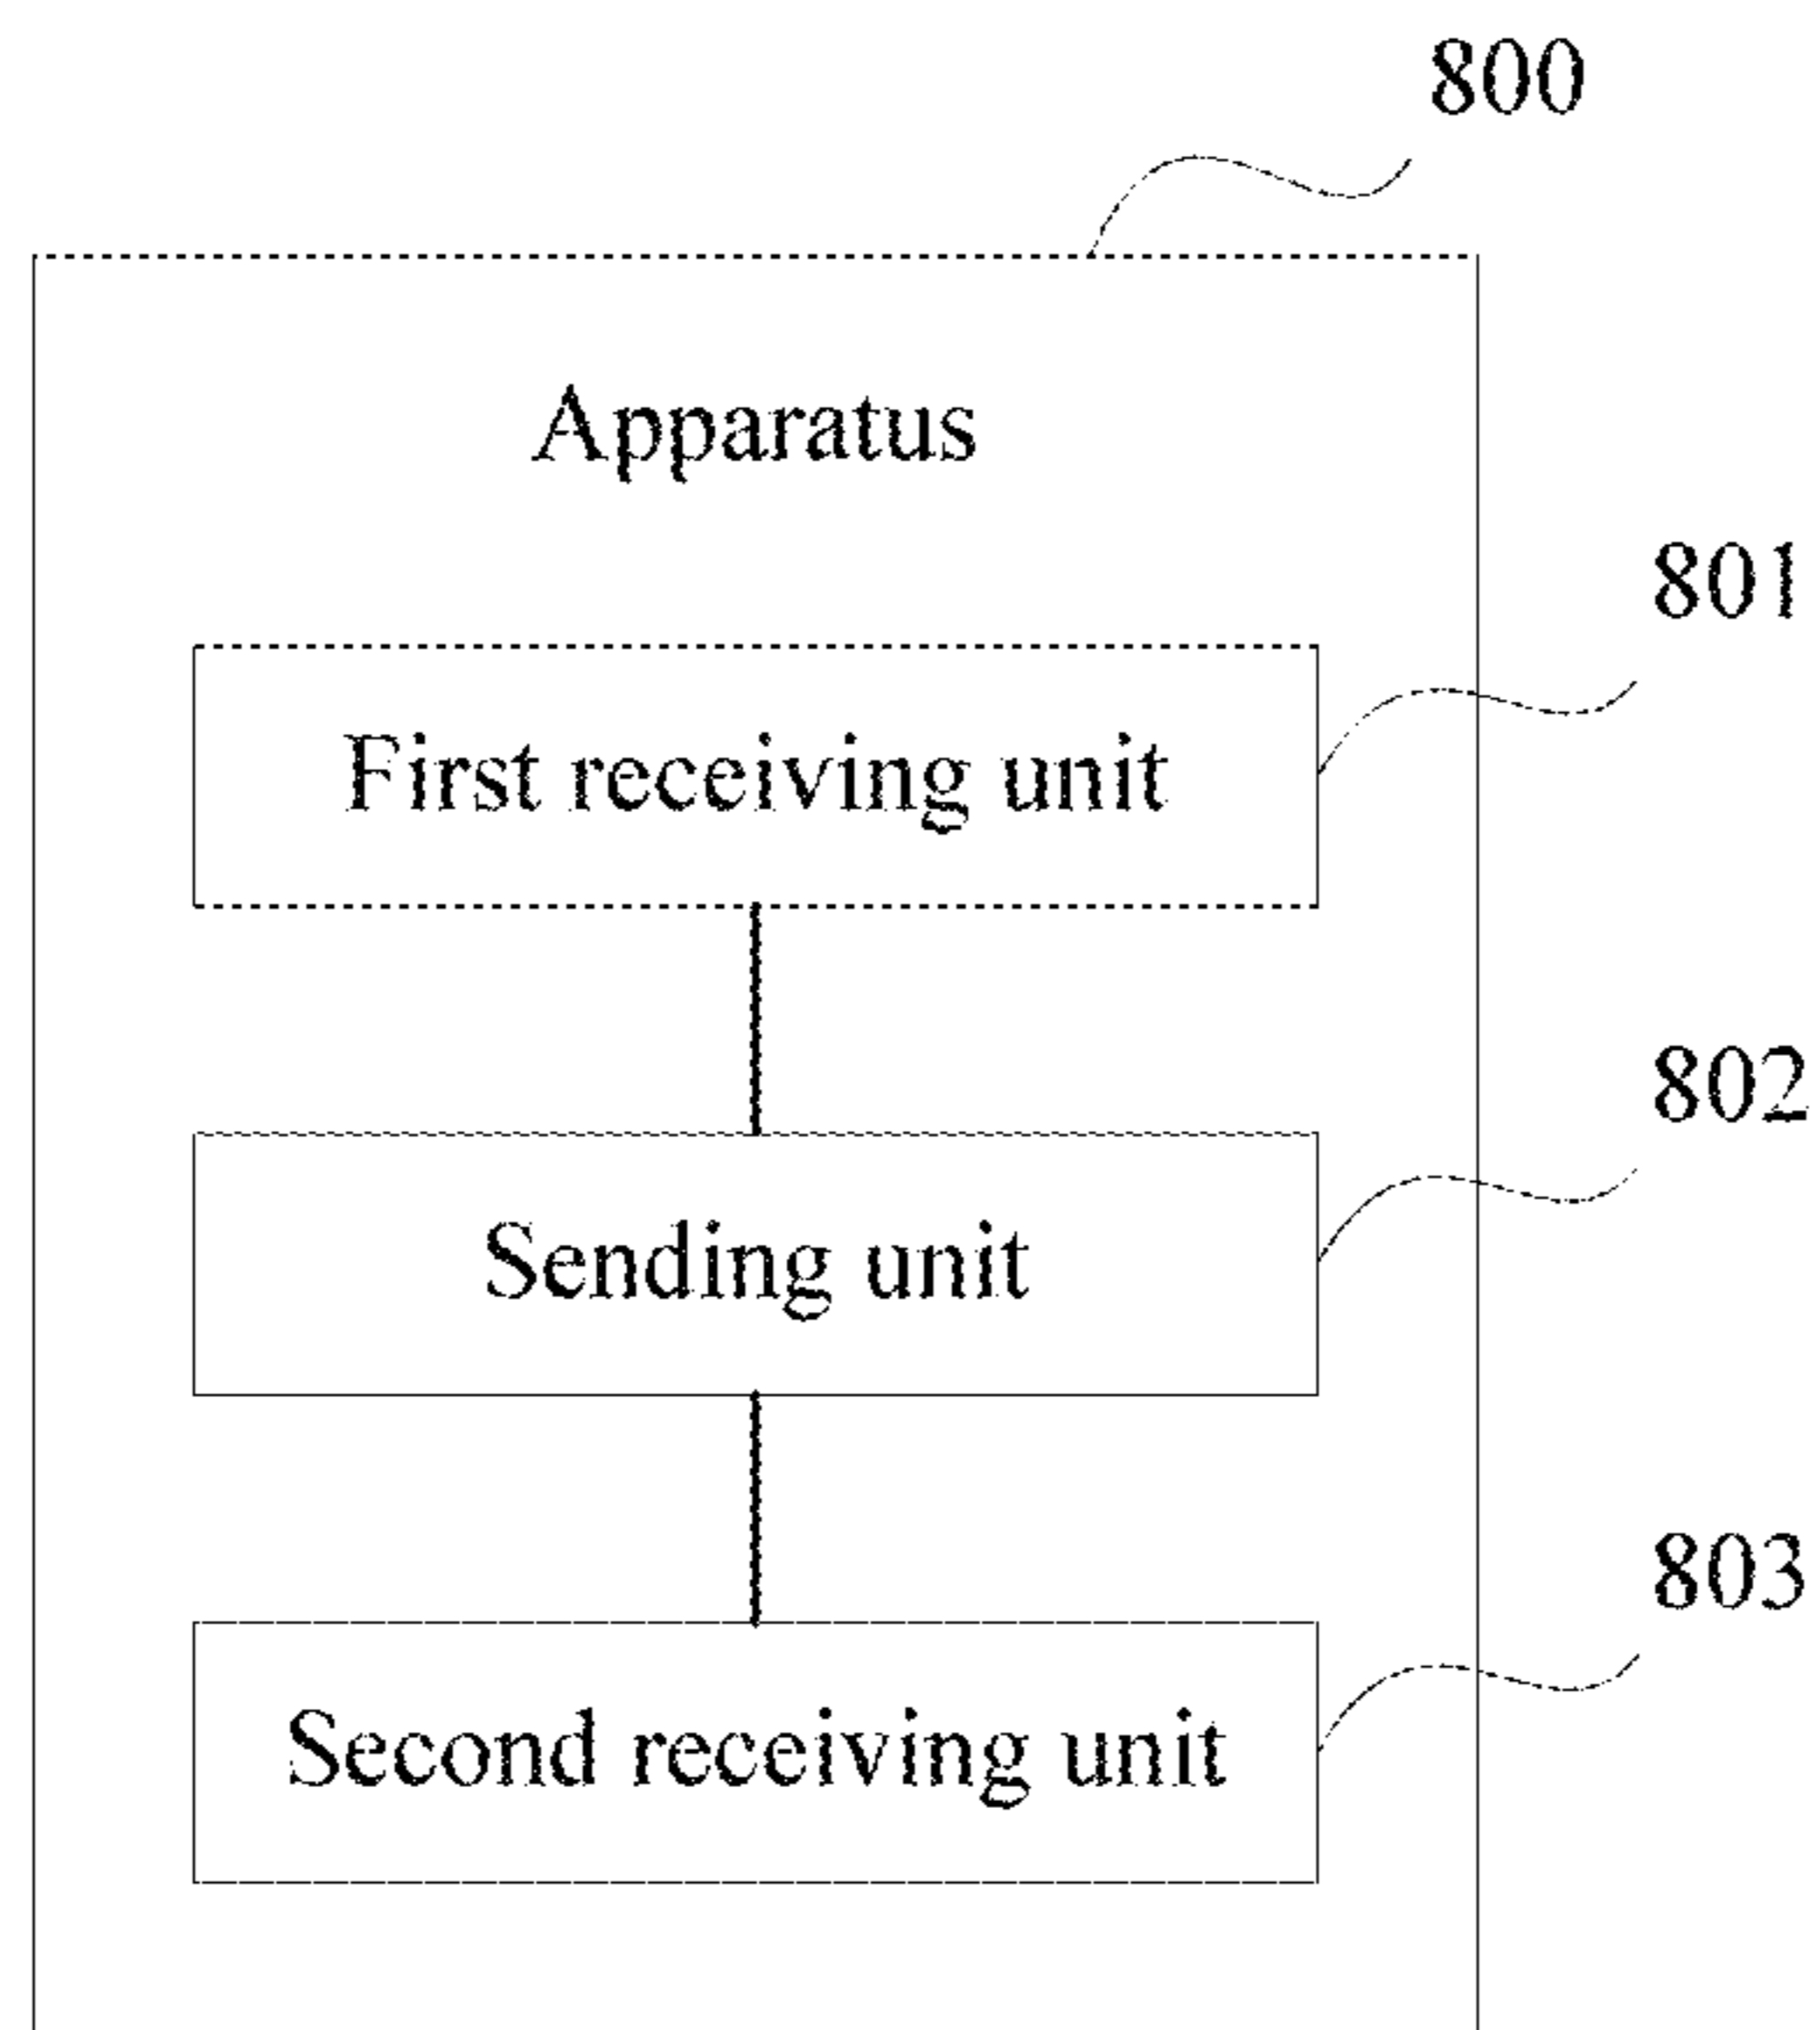 800
Apparatus
801
First receiving unit
802
Sending unit
803
Second receiving unit